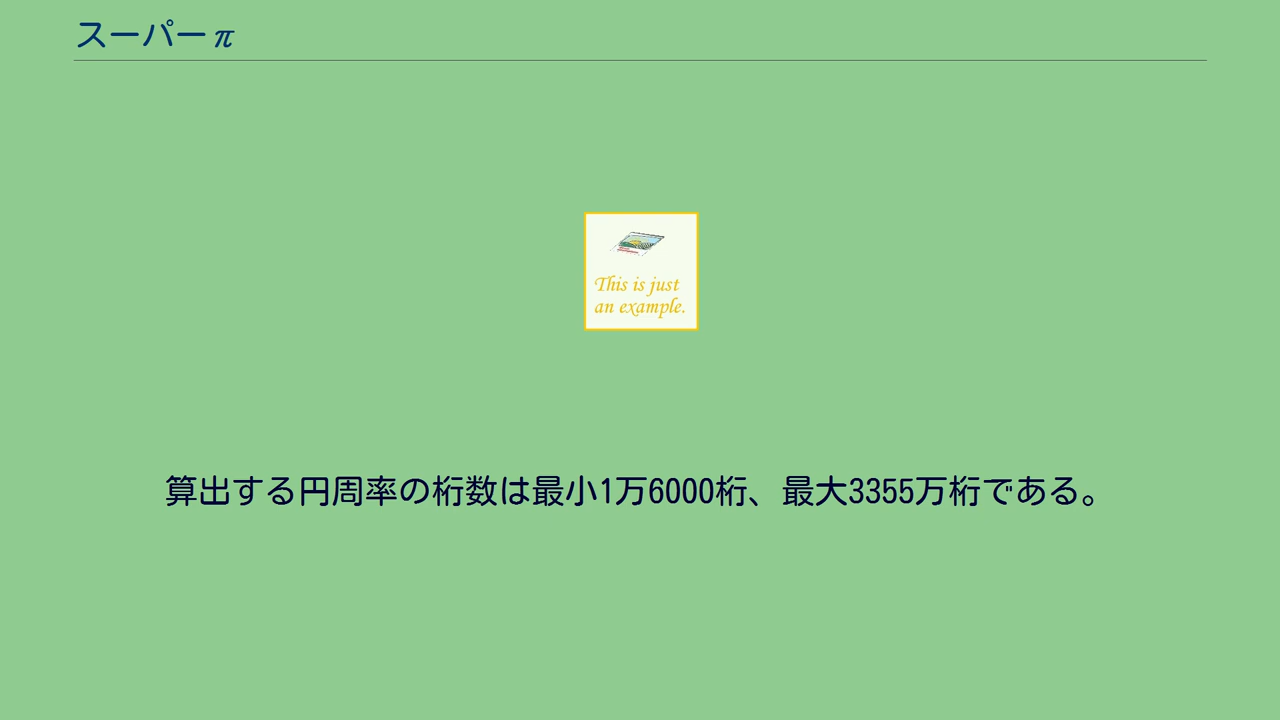 スーパーπ
This is just
an example.
算出する円周率の桁数は最小1万6000桁、最大3355万桁である。